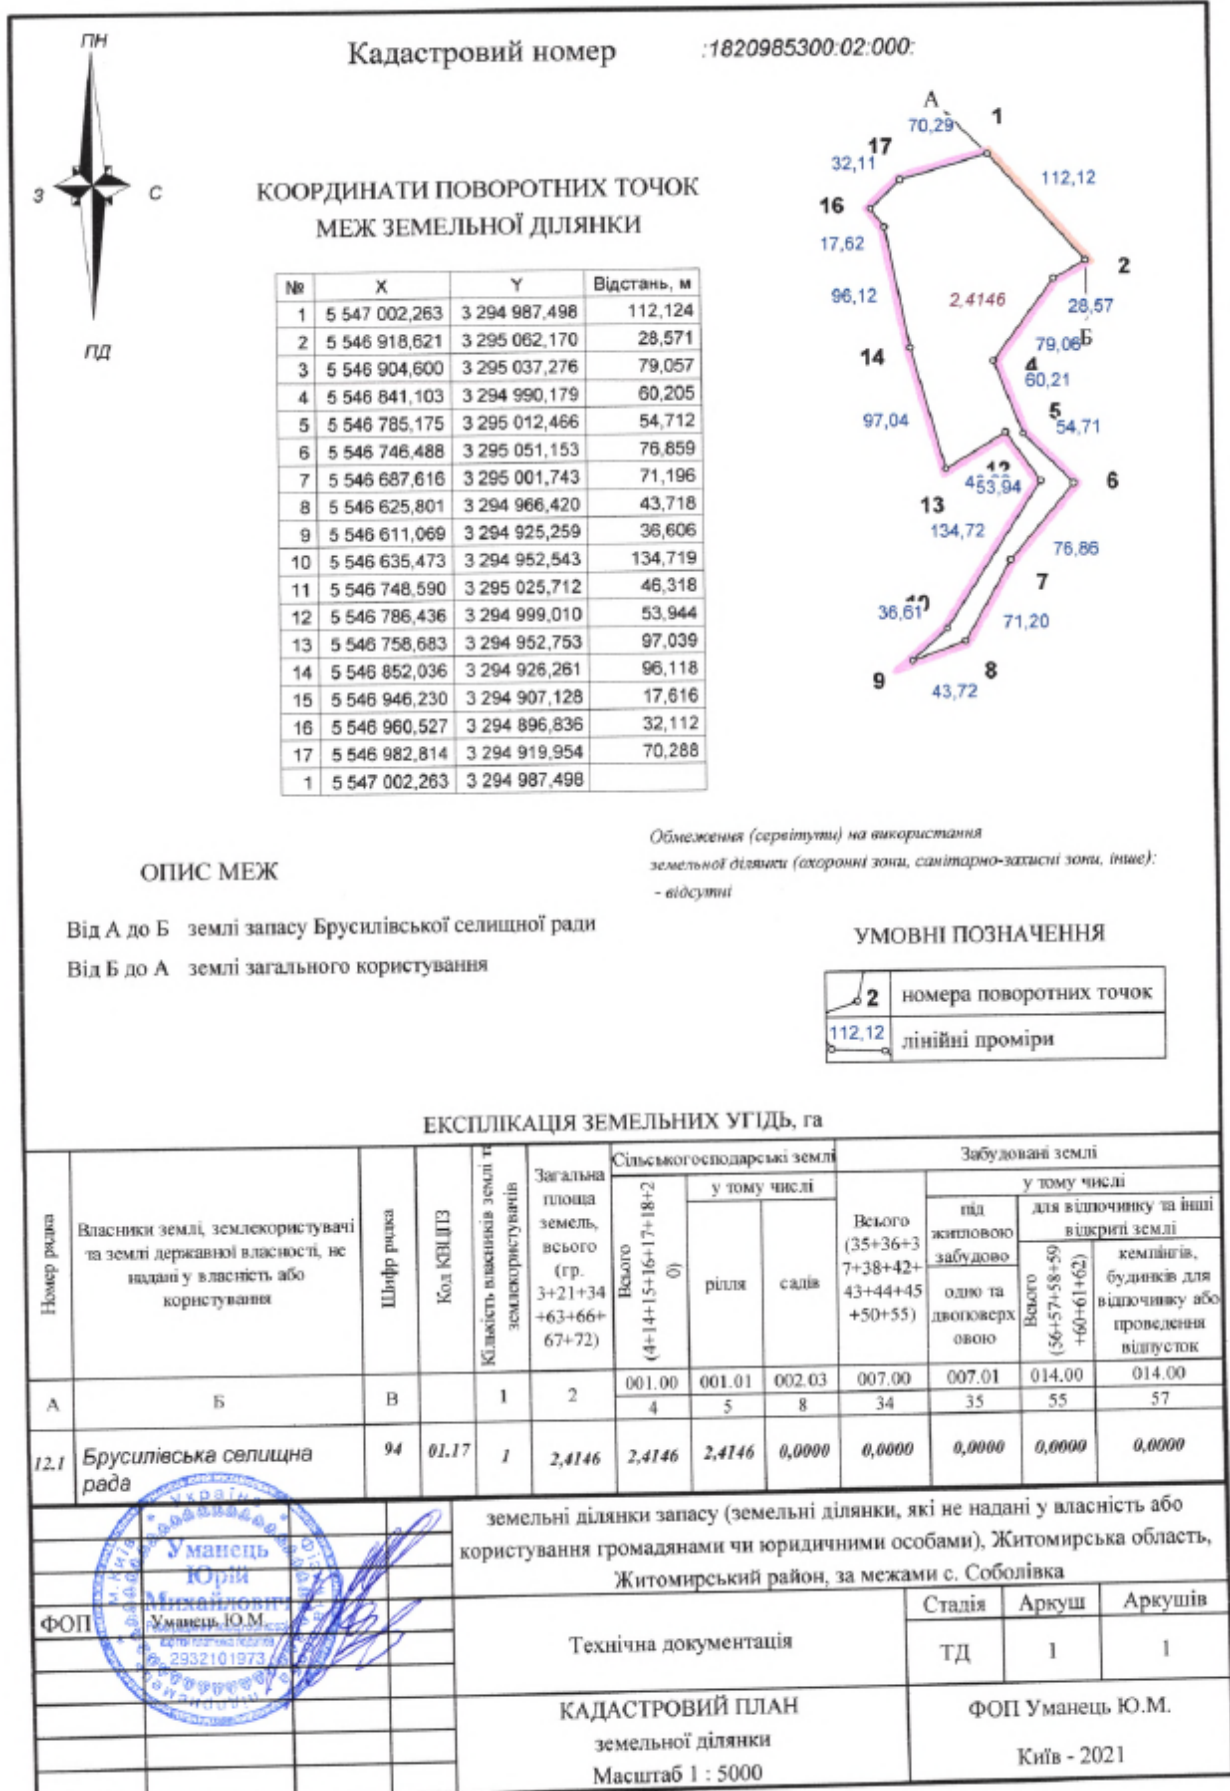 ПН
Кадастровий номер :1820985300:02:000:
З С
ПД
А
1
70,29
17
32,11
112,12
16
17,62
2
96,12
2,4146
28,57
Б
79,06
14
4
60,21
5
97,04
54,71
12
53,94
6
13
134,72
76,86
7
36,61
71,20
9
8
43,72
КООРДИНАТИ ПОВОРОТНИХ ТОЧОК
МЕЖ ЗЕМЕЛЬНОЇ ДІЛЯНКИ
№ X Y Відстань, м
1 5 547 002,263 3 294 987,498 112,124
2 5 546 918,621 3 295 062,170 28,571
3 5 546 904,600 3 295 037,276 79,057
4 5 546 841,103 3 294 990,179 60,205
5 5 546 785,175 3 295 012,466 54,712
6 5 546 746,488 3 295 051,153 76,859
7 5 546 687,616 3 295 001,743 71,196
8 5 546 625,801 3 294 966,420 43,718
9 5 546 611,069 3 294 925,259 36,606
10 5 546 635,473 3 294 952,543 134,719
11 5 546 748,590 3 295 025,712 46,318
12 5 546 786,436 3 294 999,010 53,944
13 5 546 758,683 3 294 952,753 97,039
14 5 546 852,036 3 294 926,261 96,118
15 5 546 946,230 3 294 907,128 17,616
16 5 546 960,527 3 294 896,836 32,112
17 5 546 982,814 3 294 919,954 70,288
1 5 547 002,263 3 294 987,498
Обмеження (сервітути) на використання
земельної ділянки (охоронні зони, санітарно-захисні зони, інше):
- відсутні
ОПИС МЕЖ
Від А до Б землі запасу Брусилівської селищної ради
Від Б до А землі загального користування
УМОВНІ ПОЗНАЧЕННЯ
2 номера поворотних точок
112,12 лінійні проміри
ЕКСПЛІКАЦІЯ ЗЕМЕЛЬНИХ УГІДЬ, га
Номер рядка
Власники землі, землекористувачі
та землі державної власності, не
надані у власність або
користування
Шифр рядка
Код КВЦПЗ
Кількість власників землі та
землекористувачів
Загальна
площа
земель,
всього
(гр.
3+21+34
+63+66+
67+72)
Сільськогосподарські землі
Всього
(4+14+15+16+17+18+2
0)
у тому числі
рілля
садів
Забудовані землі
Всього
(35+36+3
7+38+42+
43+44+45
+50+55)
у тому числі
під
житловою
забудово
одно та
двоповерх
овою
для відпочинку та інші
відкриті землі
Всього
(56+57+58+59
+60+61+62)
кемпінгів,
будинків для
відпочинку або
проведення
відпусток
001.00 001.01 002.03 007.00 007.01 014.00 014.00
А Б В 1 2 4 5 8 34 35 55 57
12.1 Брусилівська селищна
рада 94 01.17 1 2,4146 2,4146 2,4146 0,0000 0,0000 0,0000 0,0000 0,0000
Україна
м. Київ
Уманець
Юрій
Михайлович
2932101973
ФОП Уманець Ю.М.
земельні ділянки запасу (земельні ділянки, які не надані у власність або
користування громадянами чи юридичними особами), Житомирська область,
Житомирський район, за межами с. Соболівка
Технічна документація
Стадія Аркуш Аркушів
ТД 1 1
КАДАСТРОВИЙ ПЛАН
земельної ділянки
Масштаб 1 : 5000
ФОП Уманець Ю.М.
Київ - 2021